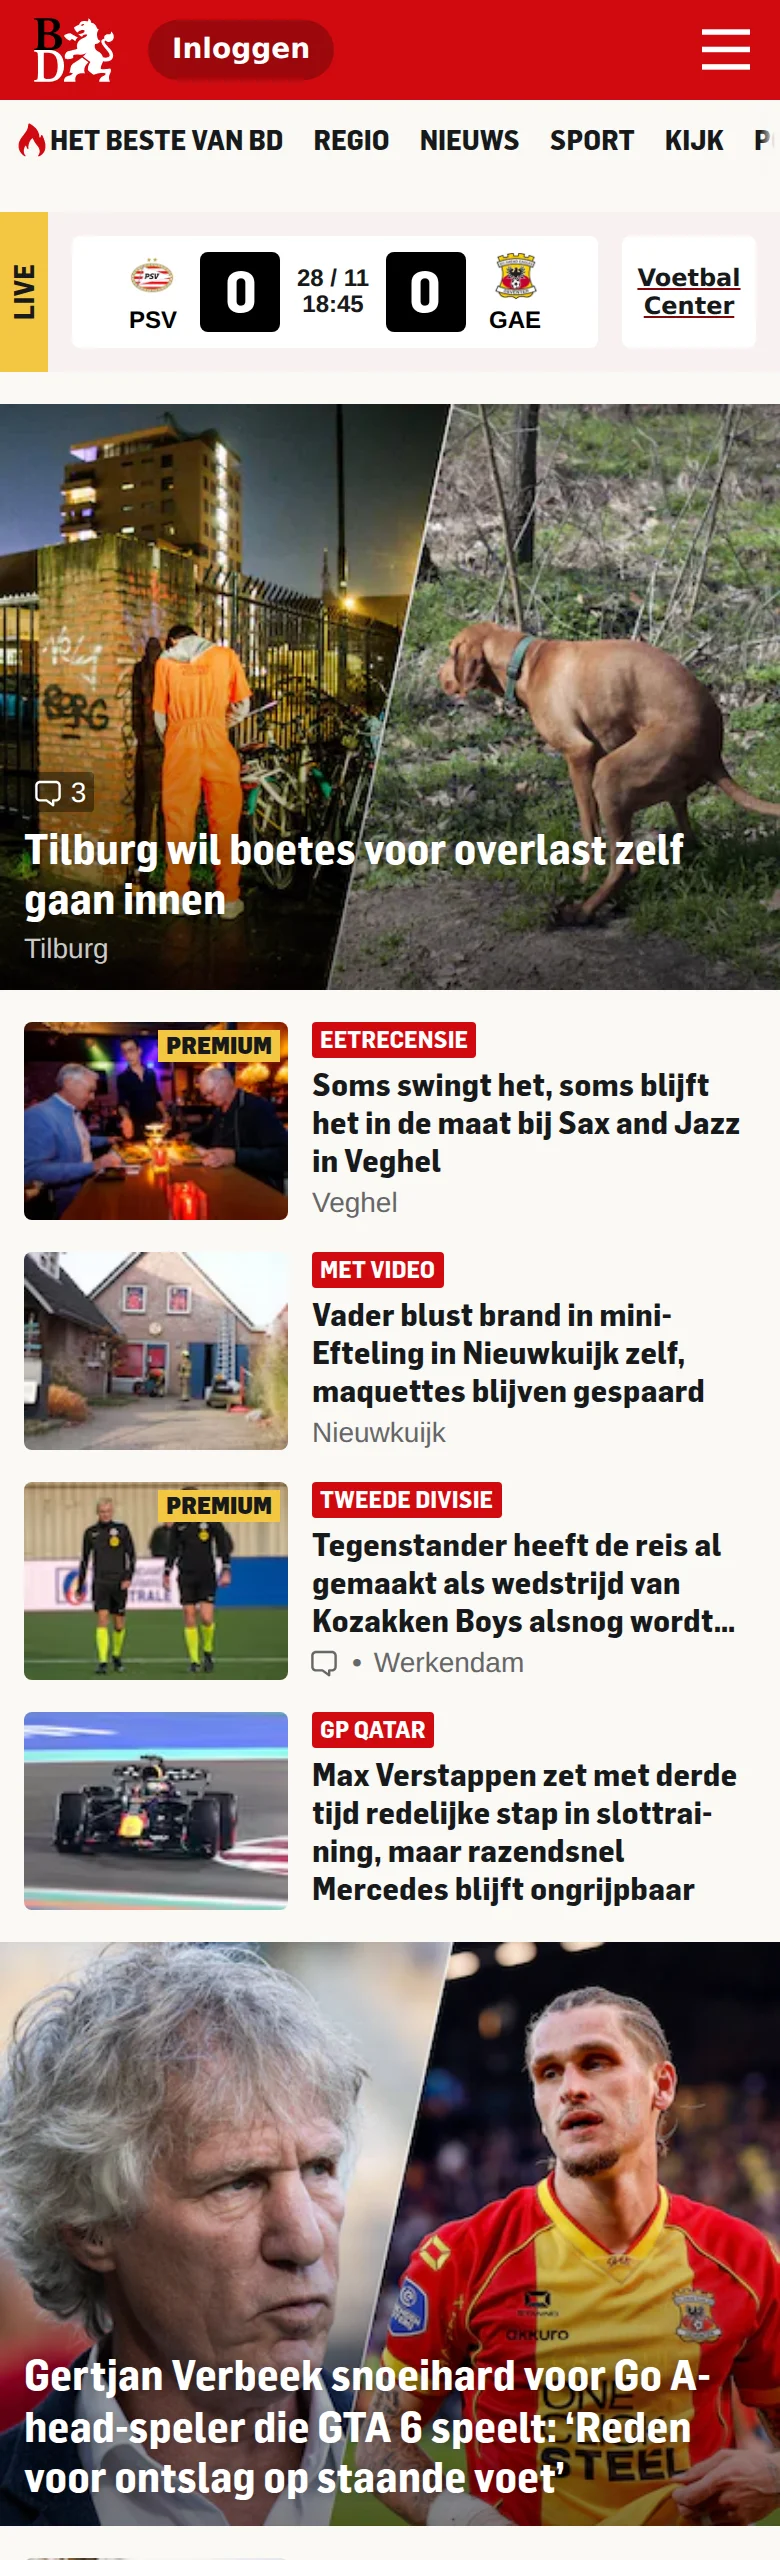 B
D
Inloggen
HET BESTE VAN BD REGIO NIEUWS SPORT KIJK
LIVE
PSV
PSV
0
28 / 11
18:45
0
GAE
Voetbal
Center
3
Tilburg wil boetes voor overlast zelf
gaan innen
Tilburg
PREMIUM
EETRECENSIE
Soms swingt het, soms blijft
het in de maat bij Sax and Jazz
in Veghel
Veghel
MET VIDEO
Vader blust brand in mini-
Efteling in Nieuwkuijk zelf,
maquettes blijven gespaard
Nieuwkuijk
PREMIUM
TWEEDE DIVISIE
Tegenstander heeft de reis al
gemaakt als wedstrijd van
Kozakken Boys alsnog wordt...
• Werkendam
GP QATAR
Max Verstappen zet met derde
tijd redelijke stap in slottrai-
ning, maar razendsnel
Mercedes blijft ongrijpbaar
akkuro
ONE
STEEL
Gertjan Verbeek snoeihard voor Go A-
head-speler die GTA 6 speelt: ‘Reden
voor ontslag op staande voet’